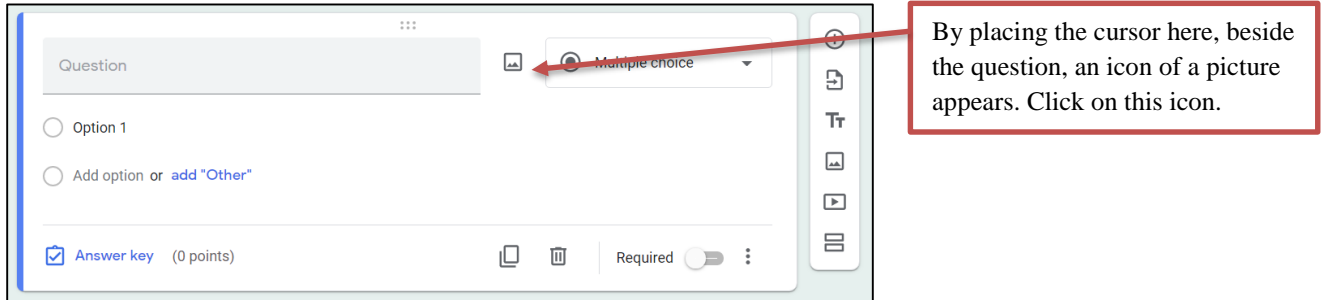 Question
Multiple choice
Option 1
Add option or add "Other"
Answer key (0 points)
Required
Tт
By placing the cursor here, beside
the question, an icon of a picture
appears. Click on this icon.